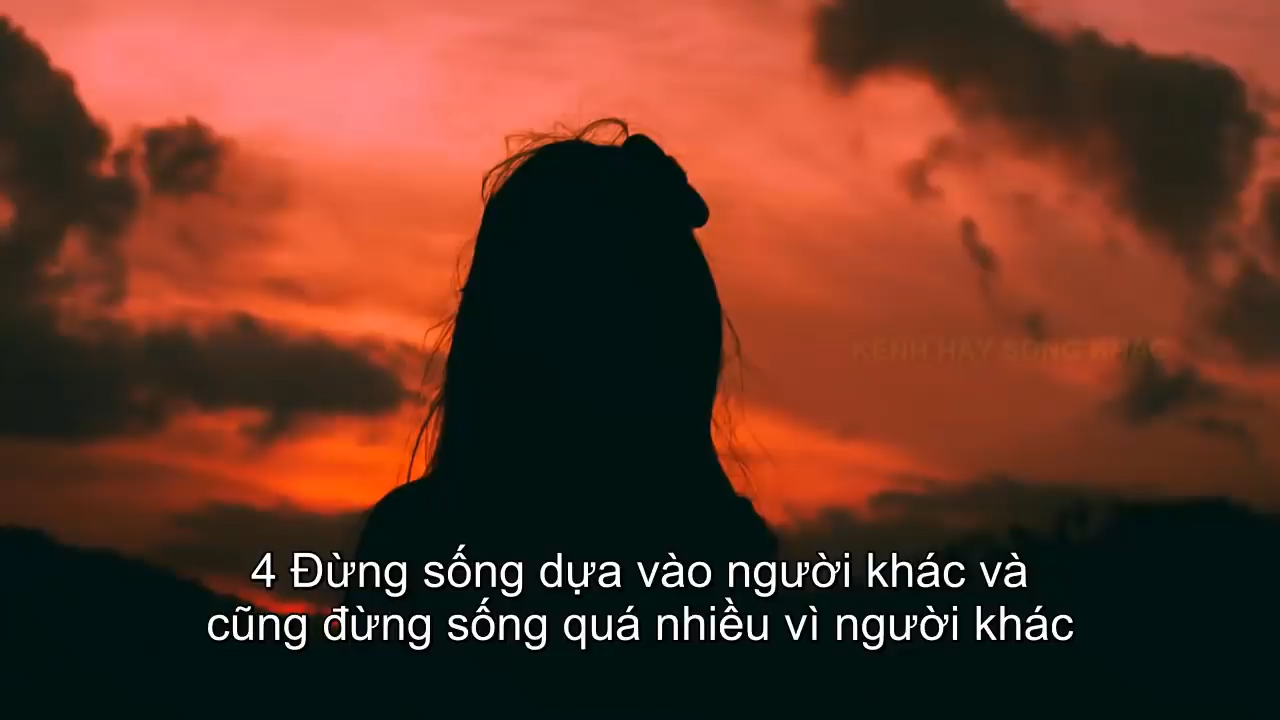 KÊNH HAY SỐNG KHÁC
4 Đừng sống dựa vào người khác và
cũng đừng sống quá nhiều vì người khác